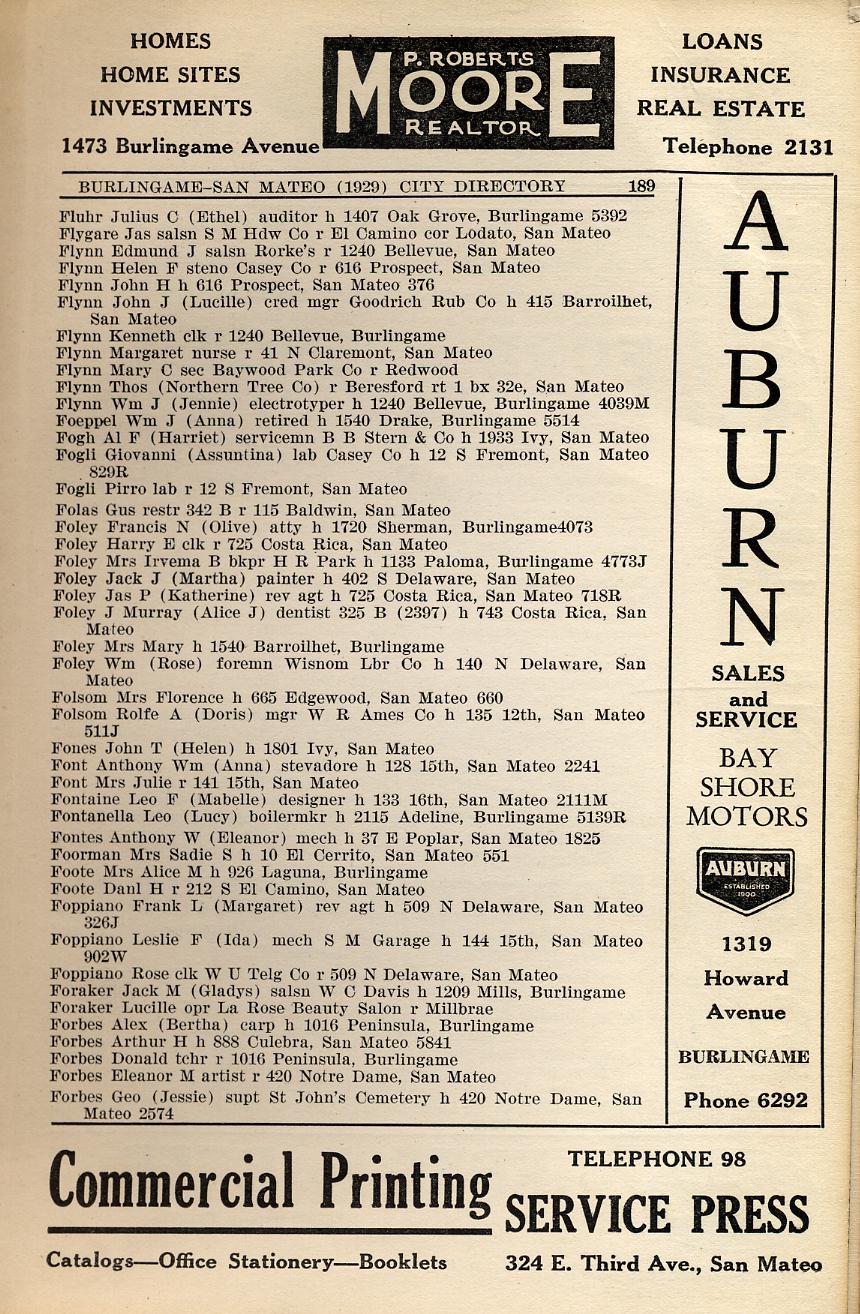 HOMES
HOME SITES
INVESTMENTS
1473 Burlingame Avenue
P. ROBERTS
MOORE
REALTOR
LOANS
INSURANCE
REAL ESTATE
Telephone 2131
BURLINGAME-SAN MATEO (1929) CITY DIRECTORY 189
Fluhr Julius C (Ethel) auditor h 1407 Oak Grove, Burlingame 5392
Flygare Jas salsn S M Hdw Co r El Camino cor Lodato, San Mateo
Flynn Edmund J salsn Rorke's r 1240 Bellevue, San Mateo
Flynn Helen F steno Casey Co r 616 Prospect, San Mateo
Flynn John H h 616 Prospect, San Mateo 376
Flynn John J (Lucille) cred mgr Goodrich Rub Co h 415 Barroilhet,
San Mateo
Flynn Kenneth clk r 1240 Bellevue, Burlingame
Flynn Margaret nurse r 41 N Claremont, San Mateo
Flynn Mary C sec Baywood Park Co r Redwood
Flynn Thos (Northern Tree Co) r Beresford rt 1 bx 32e, San Mateo
Flynn Wm J (Jennie) electrotyper h 1240 Bellevue, Burlingame 4039M
Foeppel Wm J (Anna) retired h 1540 Drake, Burlingame 5514
Fogh Al F (Harriet) servicemn B B Stern & Co h 1933 Ivy, San Mateo
Fogli Giovanni (Assuntina) lab Casey Co h 12 S Fremont, San Mateo
829R
Fogli Pirro lab r 12 S Fremont, San Mateo
Folas Gus restr 342 B r 115 Baldwin, San Mateo
Foley Francis N (Olive) atty h 1720 Sherman, Burlingame4073
Foley Harry E clk r 725 Costa Rica, San Mateo
Foley Mrs Irvema B bkpr H R Park h 1133 Paloma, Burlingame 4773J
Foley Jack J (Martha) painter h 402 S Delaware, San Mateo
Foley Jas P (Katherine) rev agt h 725 Costa Rica, San Mateo 718R
Foley J Murray (Alice J) dentist 325 B (2397) h 743 Costa Rica, San
Mateo
Foley Mrs Mary h 1540 Barroilhet, Burlingame
Foley Wm (Rose) foremn Wisnom Lbr Co h 140 N Delaware, San
Mateo
Folsom Mrs Florence h 665 Edgewood, San Mateo 660
Folsom Rolfe A (Doris) mgr W R Ames Co h 135 12th, San Mateo
511J
Fones John T (Helen) h 1801 Ivy, San Mateo
Font Anthony Wm (Anna) stevadore h 128 15th, San Mateo 2241
Font Mrs Julie r 141 15th, San Mateo
Fontaine Leo F (Mabelle) designer h 133 16th, San Mateo 2111M
Fontanella Leo (Lucy) boilermkr h 2115 Adeline, Burlingame 5139R
Fontes Anthony W (Eleanor) mech h 37 E Poplar, San Mateo 1825
Foorman Mrs Sadie S h 10 El Cerrito, San Mateo 551
Foote Mrs Alice M h 926 Laguna, Burlingame
Foote Danl H r 212 S El Camino, San Mateo
Foppiano Frank L (Margaret) rev agt h 509 N Delaware, San Mateo
326J
Foppiano Leslie F (Ida) mech S M Garage h 144 15th, San Mateo
902W
Foppiano Rose clk W U Telg Co r 509 N Delaware, San Mateo
Foraker Jack M (Gladys) salsn W C Davis h 1209 Mills, Burlingame
Foraker Lucille opr La Rose Beauty Salon r Millbrae
Forbes Alex (Bertha) carp h 1016 Peninsula, Burlingame
Forbes Arthur H h 888 Culebra, San Mateo 5841
Forbes Donald tchr r 1016 Peninsula, Burlingame
Forbes Eleanor M artist r 420 Notre Dame, San Mateo
Forbes Geo (Jessie) supt St John's Cemetery h 420 Notre Dame, San
Mateo 2574
AUBURN
SALES
and
SERVICE
BAY
SHORE
MOTORS
AUBURN
ESTABLISHED
1900
1319
Howard
Avenue
BURLINGAME
Phone 6292
Commercial Printing
Catalogs—Office Stationery—Booklets
TELEPHONE 98
SERVICE PRESS
324 E. Third Ave., San Mateo